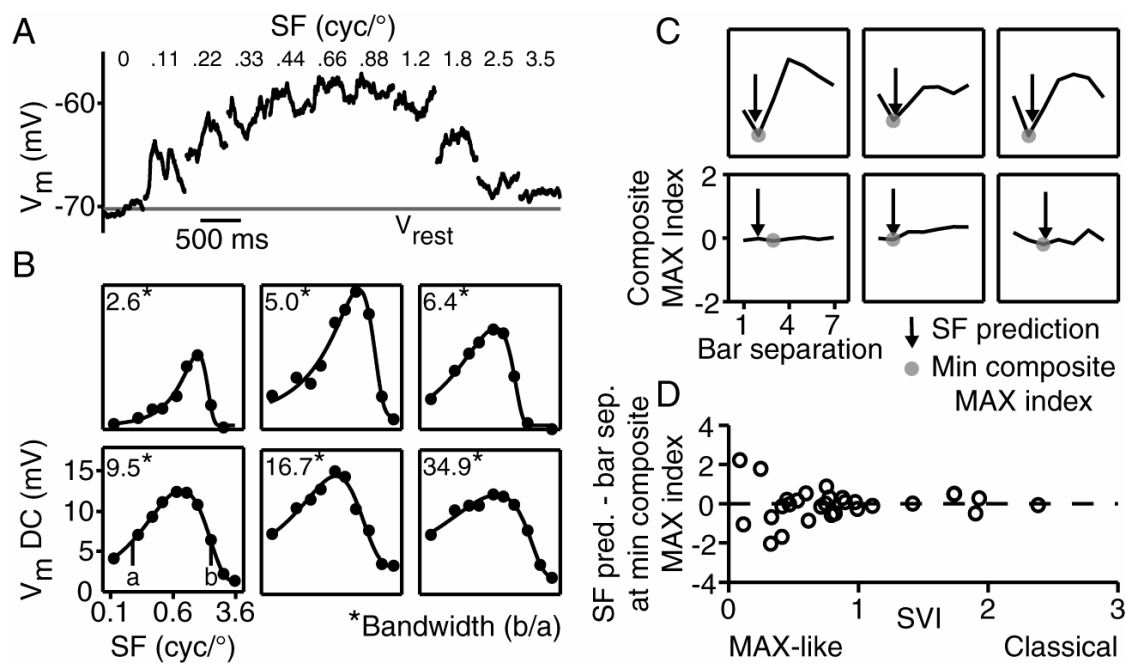 A
SF (cyc/°)
0 .11 .22 .33 .44 .66 .88 1.2 1.8 2.5 3.5
-60
-70
Vm (mV)
500 ms
Vrest
B
2.6* 5.0* 6.4*
9.5* 16.7* 34.9*
15
10
5
0
Vm DC (mV)
a b
0.1 0.6 3.6
SF (cyc/°)
*Bandwidth (b/a)
C
2
0
-2
Composite
MAX Index
1 4 7
Bar separation
SF prediction
Min composite
MAX index
D
4
2
0
-2
-4
SF pred. - bar sep.
at min composite
MAX index
0 1 2 3
SVI
MAX-like Classical